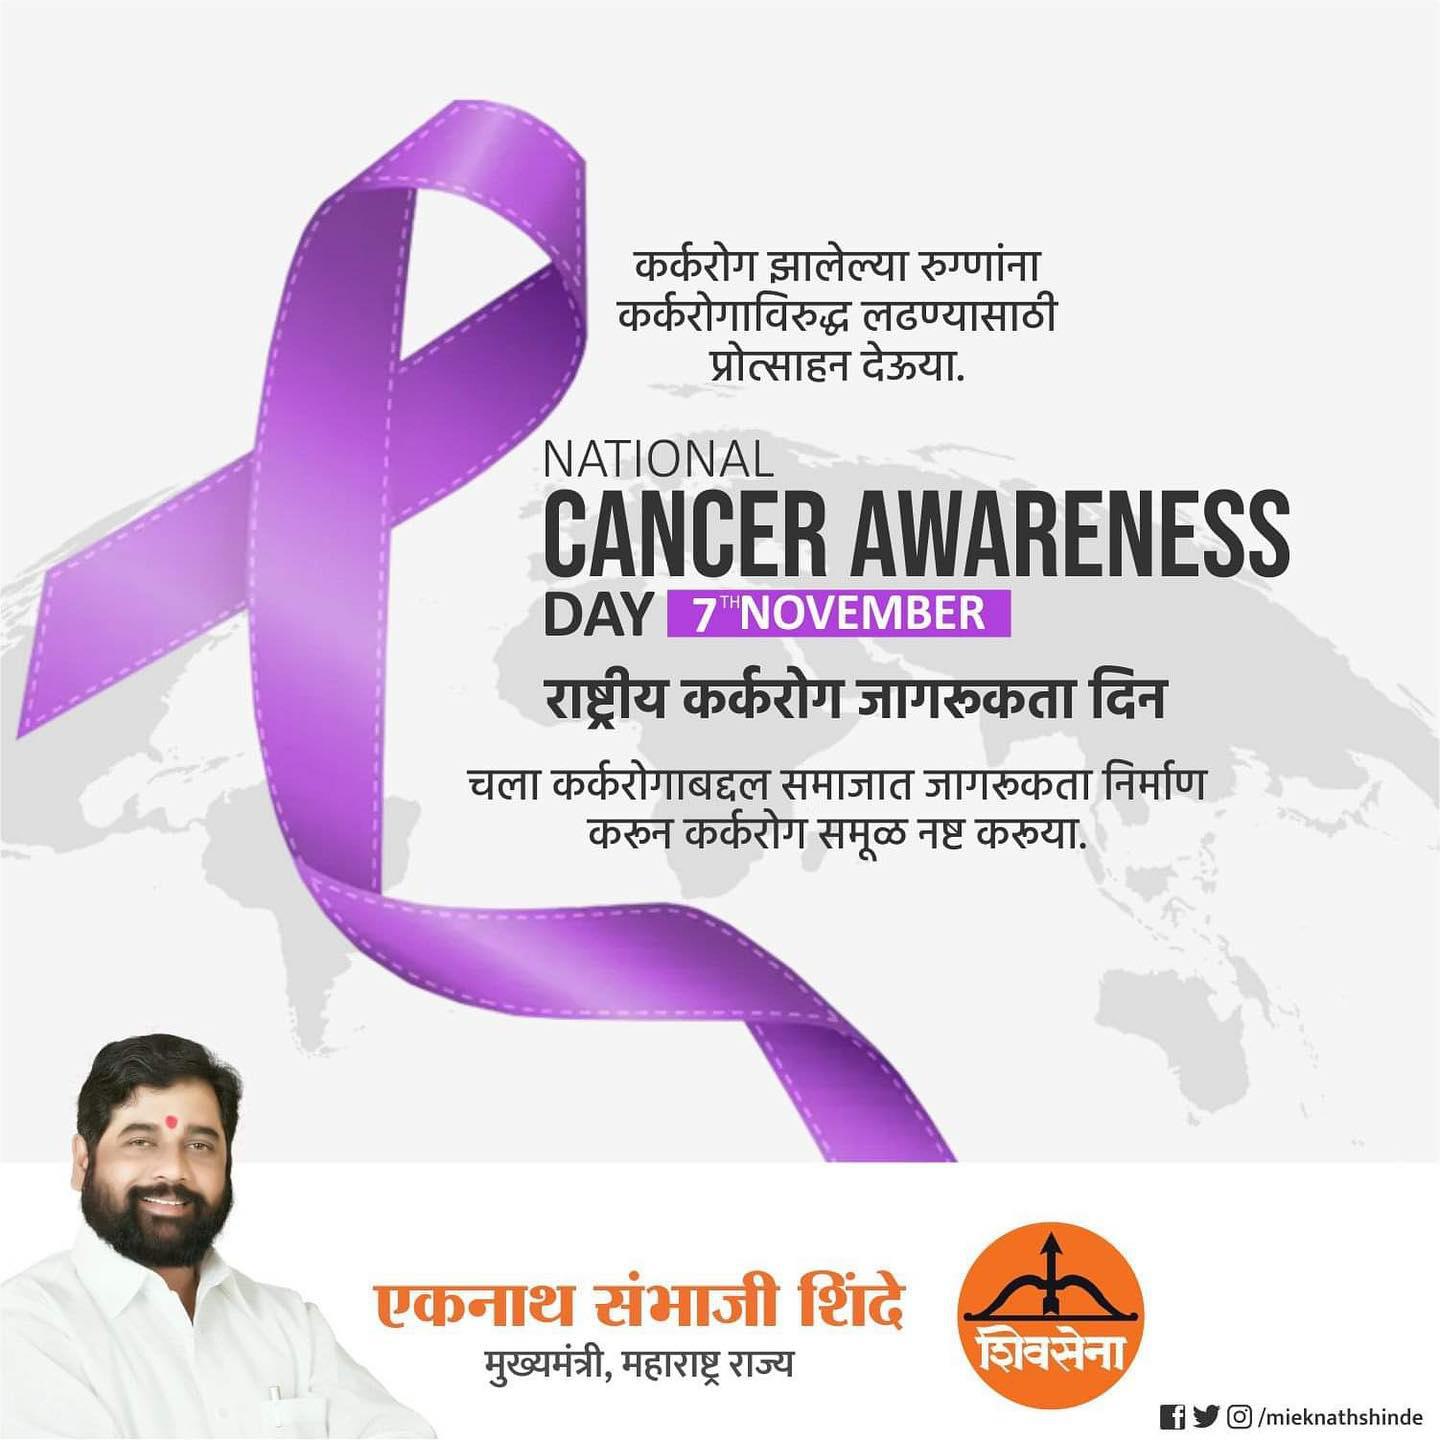 कर्करोग झालेल्या रुग्णांना
कर्करोगाविरुद्ध लढण्यासाठी
प्रोत्साहन देऊया.
NATIONAL
CANCER AWARENESS
DAY 7TH NOVEMBER
राष्ट्रीय कर्करोग जागरूकता दिन
चला कर्करोगाबद्दल समाजात जागरूकता निर्माण
करून कर्करोग समूळ नष्ट करूया.
एकनाथ संभाजी शिंदे
मुख्यमंत्री, महाराष्ट्र राज्य
शिवसेना
/mieknathshinde